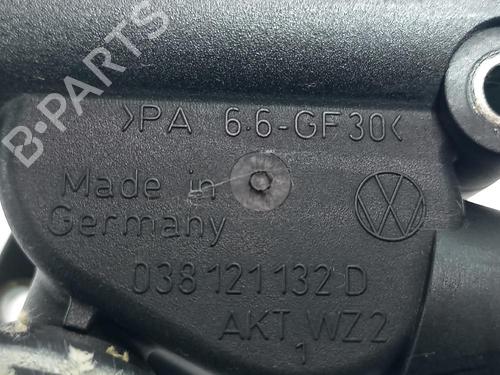 >PA 6.6-GF30<
Made in
Germany
038 121 132 D
AKT WZ2
1
B-PARTS